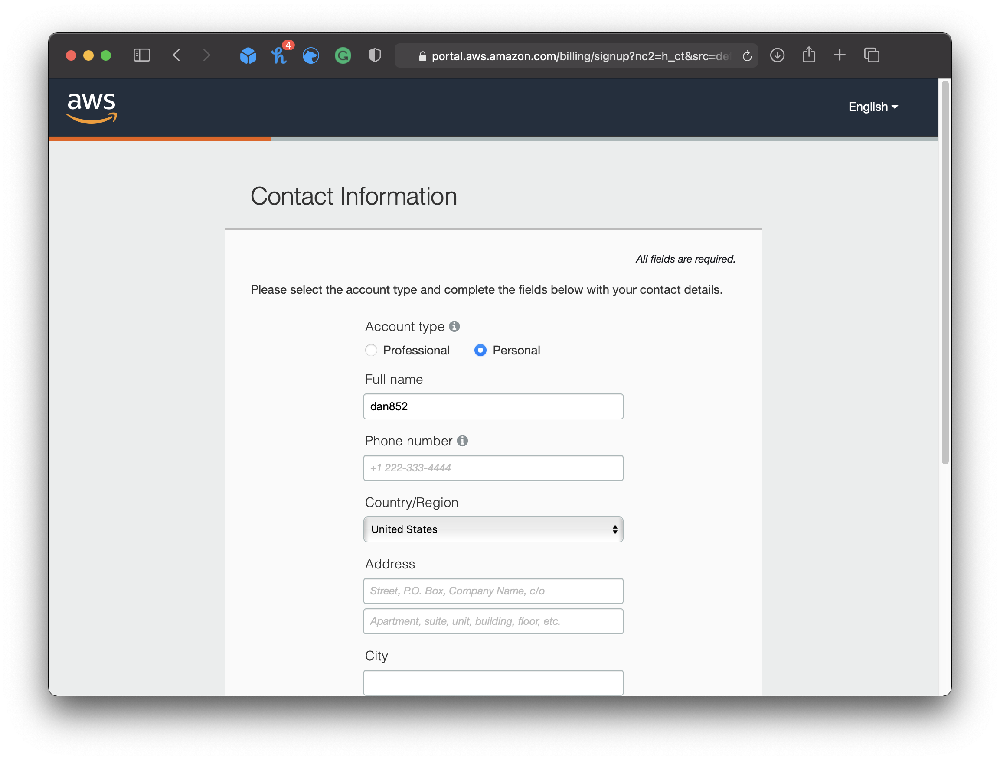 4
portal.aws.amazon.com/billing/signup?nc2=h_ct&src=de
aws
English
Contact Information
All fields are required.
Please select the account type and complete the fields below with your contact details.
Account type
Professional Personal
Full name
dan852
Phone number
+1 222-333-4444
Country/Region
United States
Address
Street, P.O. Box, Company Name, c/o
Apartment, suite, unit, building, floor, etc.
City